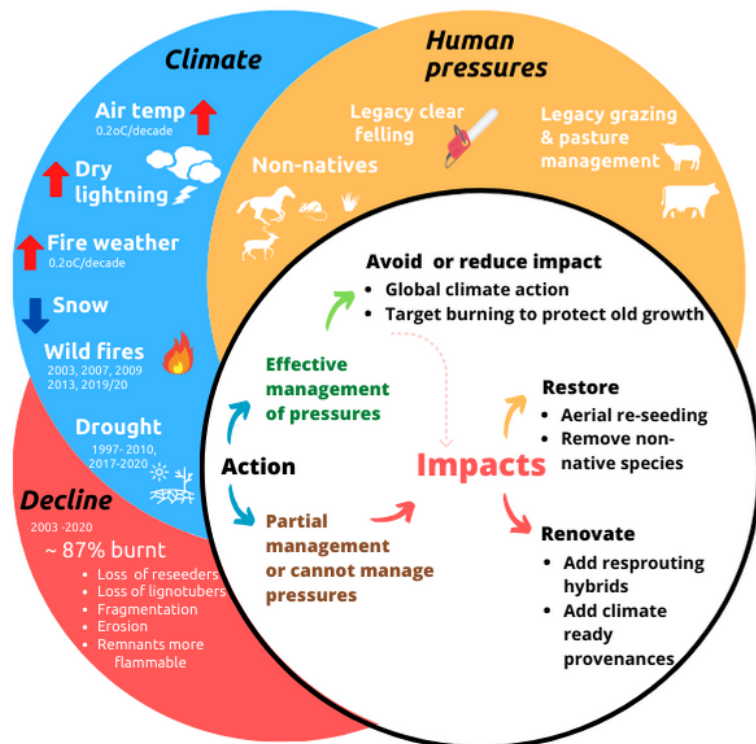 Climate
Air temp
0.2oC/decade
Dry
lightning
Fire weather
0.2oC/decade
Snow
Wild fires
2003, 2007, 2009
2013, 2019/20
Drought
1997- 2010,
2017-2020
Human
pressures
Legacy clear
felling
Legacy grazing
& pasture
management
Non-natives
Decline
2003 -2020
~ 87% burnt
• Loss of reseeders
• Loss of lignotubers
• Fragmentation
• Erosion
• Remnants more
flammable
Action
Effective
management
of pressures
Avoid or reduce impact
• Global climate action
• Target burning to protect old growth
Partial
management
or cannot manage
pressures
Impacts
Restore
• Aerial re-seeding
• Remove non-
native species
Renovate
• Add resprouting
hybrids
• Add climate
ready
provenances